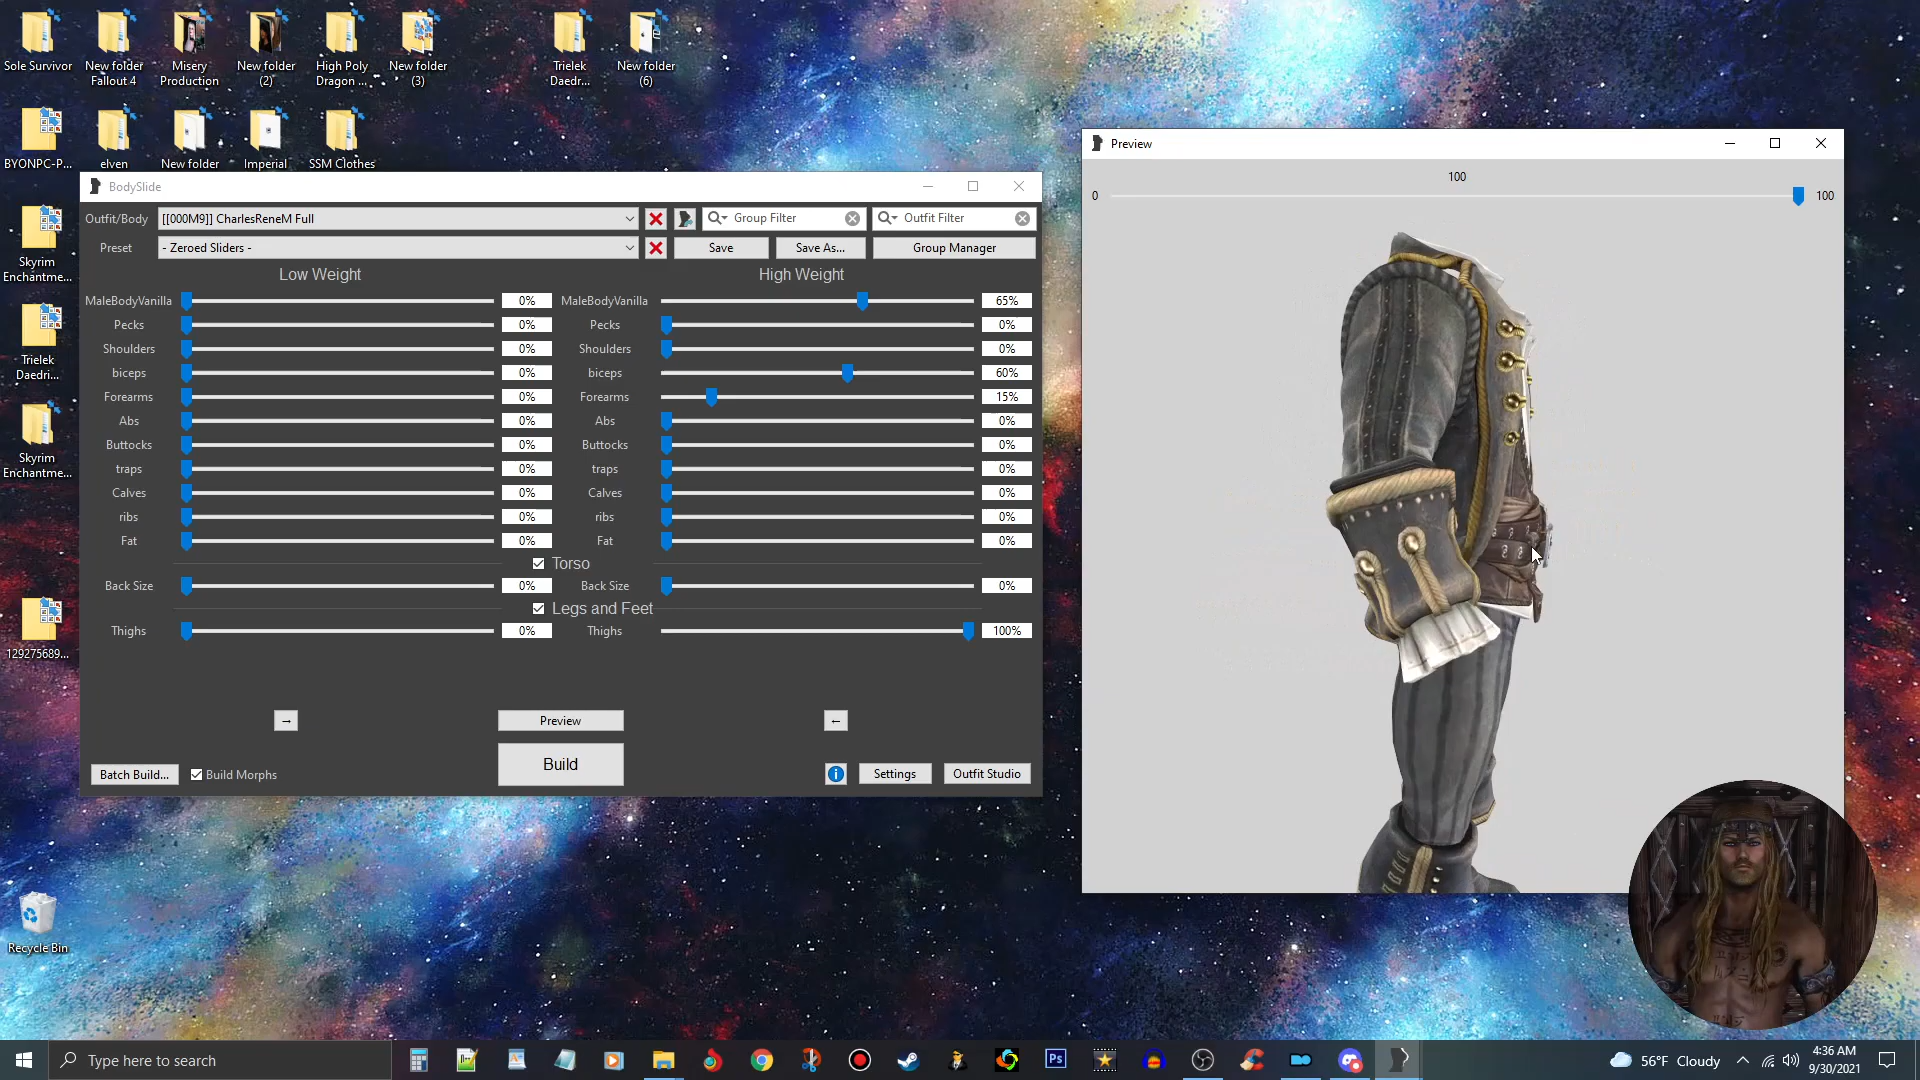 Sole Survivor
New folder
Fallout 4
Misery
Production
New folder
(2)
High Poly
Dragon ...
New folder
(3)
Trielek
Daedr...
New folder
(6)
BYONPC-P...
elven
New folder
Imperial
SSM Clothes
Skyrim
Enchantme...
Trielek
Daedri...
Skyrim
Enchantme...
129275689...
Recycle Bin
BodySlide
Outfit/Body
[[000M9]] CharlesReneM Full
Group Filter
Outfit Filter
Preset
- Zeroed Sliders -
Save
Save As...
Group Manager
Low Weight
High Weight
MaleBodyVanilla 0% MaleBodyVanilla 65%
Pecks 0% Pecks 0%
Shoulders 0% Shoulders 0%
biceps 0% biceps 60%
Forearms 0% Forearms 15%
Abs 0% Abs 0%
Buttocks 0% Buttocks 0%
traps 0% traps 0%
Calves 0% Calves 0%
ribs 0% ribs 0%
Fat 0% Fat 0%
Torso
Back Size 0% Back Size 0%
Legs and Feet
Thighs 0% Thighs 100%
→
Preview
←
Build
Batch Build...
Build Morphs
i
Settings
Outfit Studio
Preview
100
0
100
Type here to search
Ps
56°F Cloudy
4:36 AM
9/30/2021